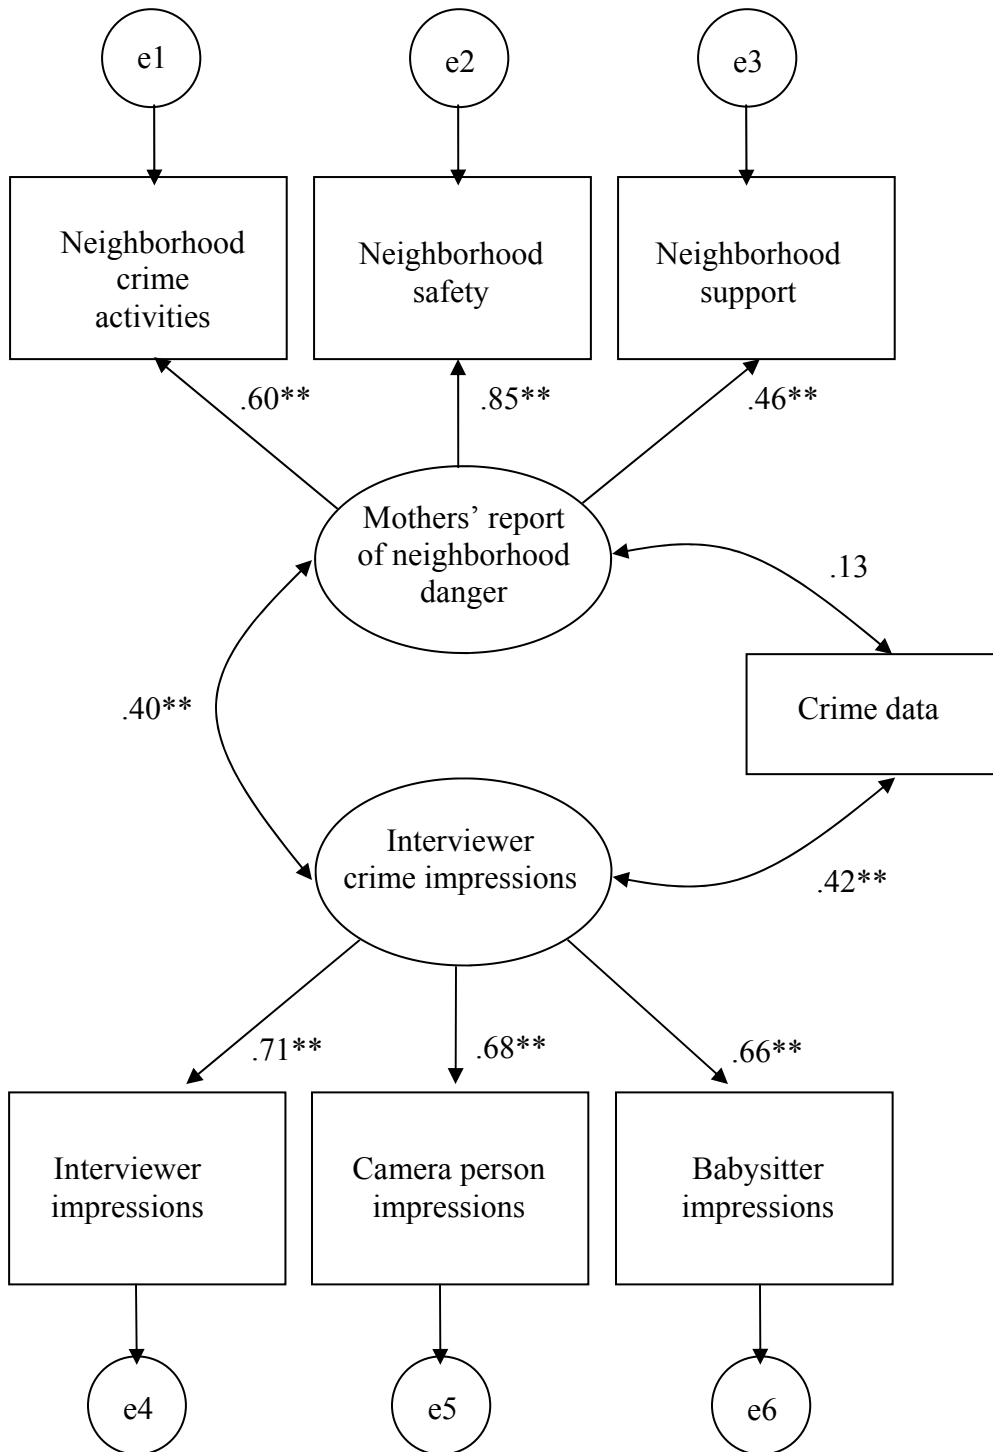 e1
e2
e3
Neighborhood
crime
activities
Neighborhood
safety
Neighborhood
support
.60**
.85**
.46**
Mothers’ report
of neighborhood
danger
.13
.40**
Crime data
Interviewer
crime impressions
.42**
.71**
.68**
.66**
Interviewer
impressions
Camera person
impressions
Babysitter
impressions
e4
e5
e6